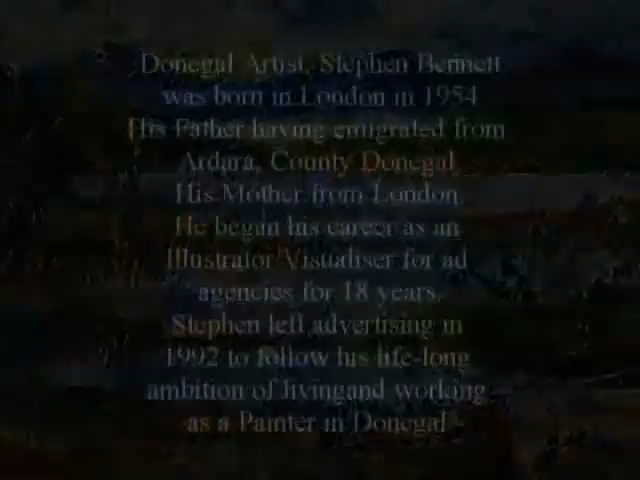 Donegal Artist, Stephen Bennett
was born in London in 1954
His Father having emigrated from
Ardara, County Donegal
His Mother from London.
He began his career as an
Illustrator/Visualiser for ad
agencies for 18 years.
Stephen left advertising in
1992 to follow his life-long
ambition of livingand working
as a Painter in Donegal